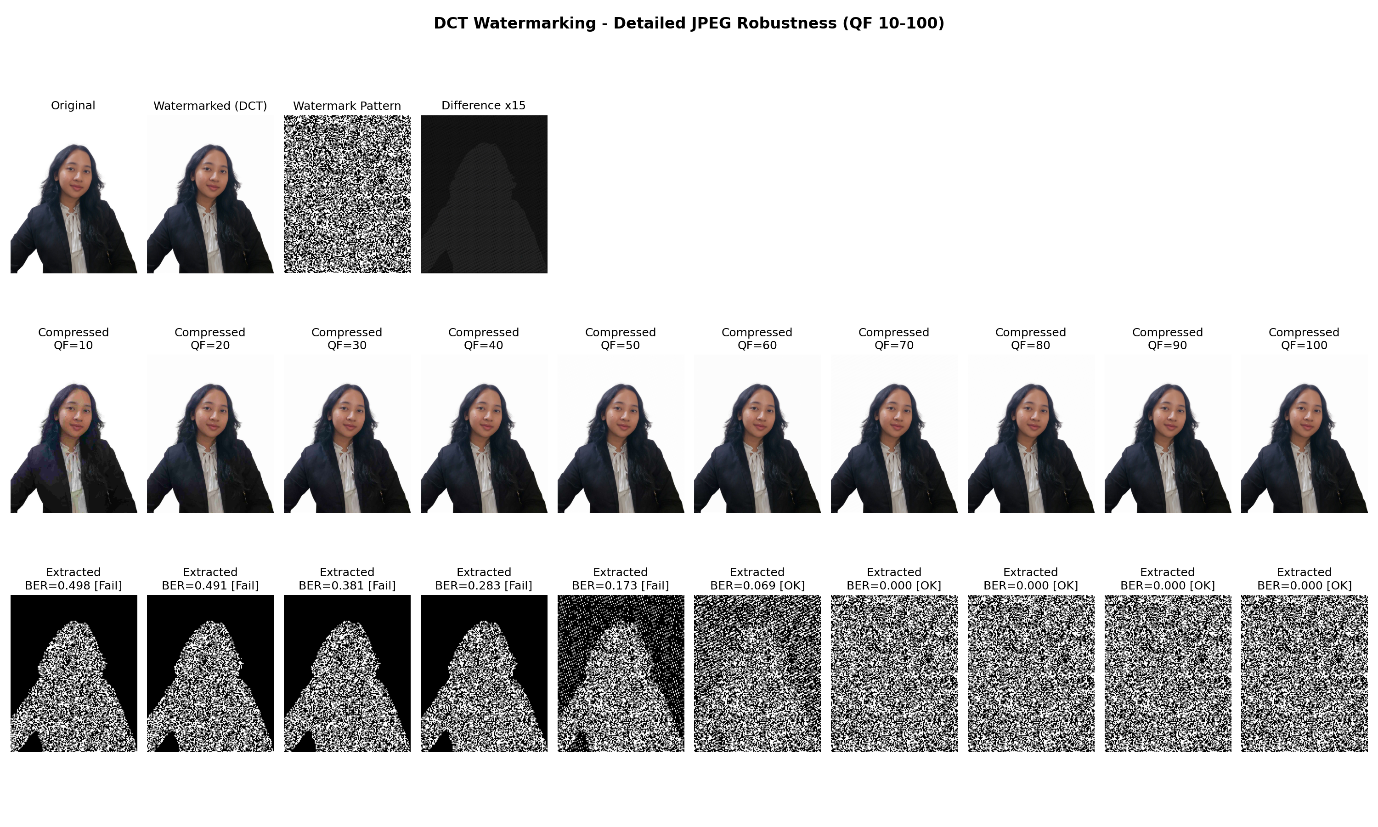 DCT Watermarking - Detailed JPEG Robustness (QF 10-100)
Original
Watermarked (DCT)
Watermark Pattern
Difference x15
Compressed
QF=10
Compressed
QF=20
Compressed
QF=30
Compressed
QF=40
Compressed
QF=50
Compressed
QF=60
Compressed
QF=70
Compressed
QF=80
Compressed
QF=90
Compressed
QF=100
Extracted
BER=0.498 [Fail]
Extracted
BER=0.491 [Fail]
Extracted
BER=0.381 [Fail]
Extracted
BER=0.283 [Fail]
Extracted
BER=0.173 [Fail]
Extracted
BER=0.069 [OK]
Extracted
BER=0.000 [OK]
Extracted
BER=0.000 [OK]
Extracted
BER=0.000 [OK]
Extracted
BER=0.000 [OK]